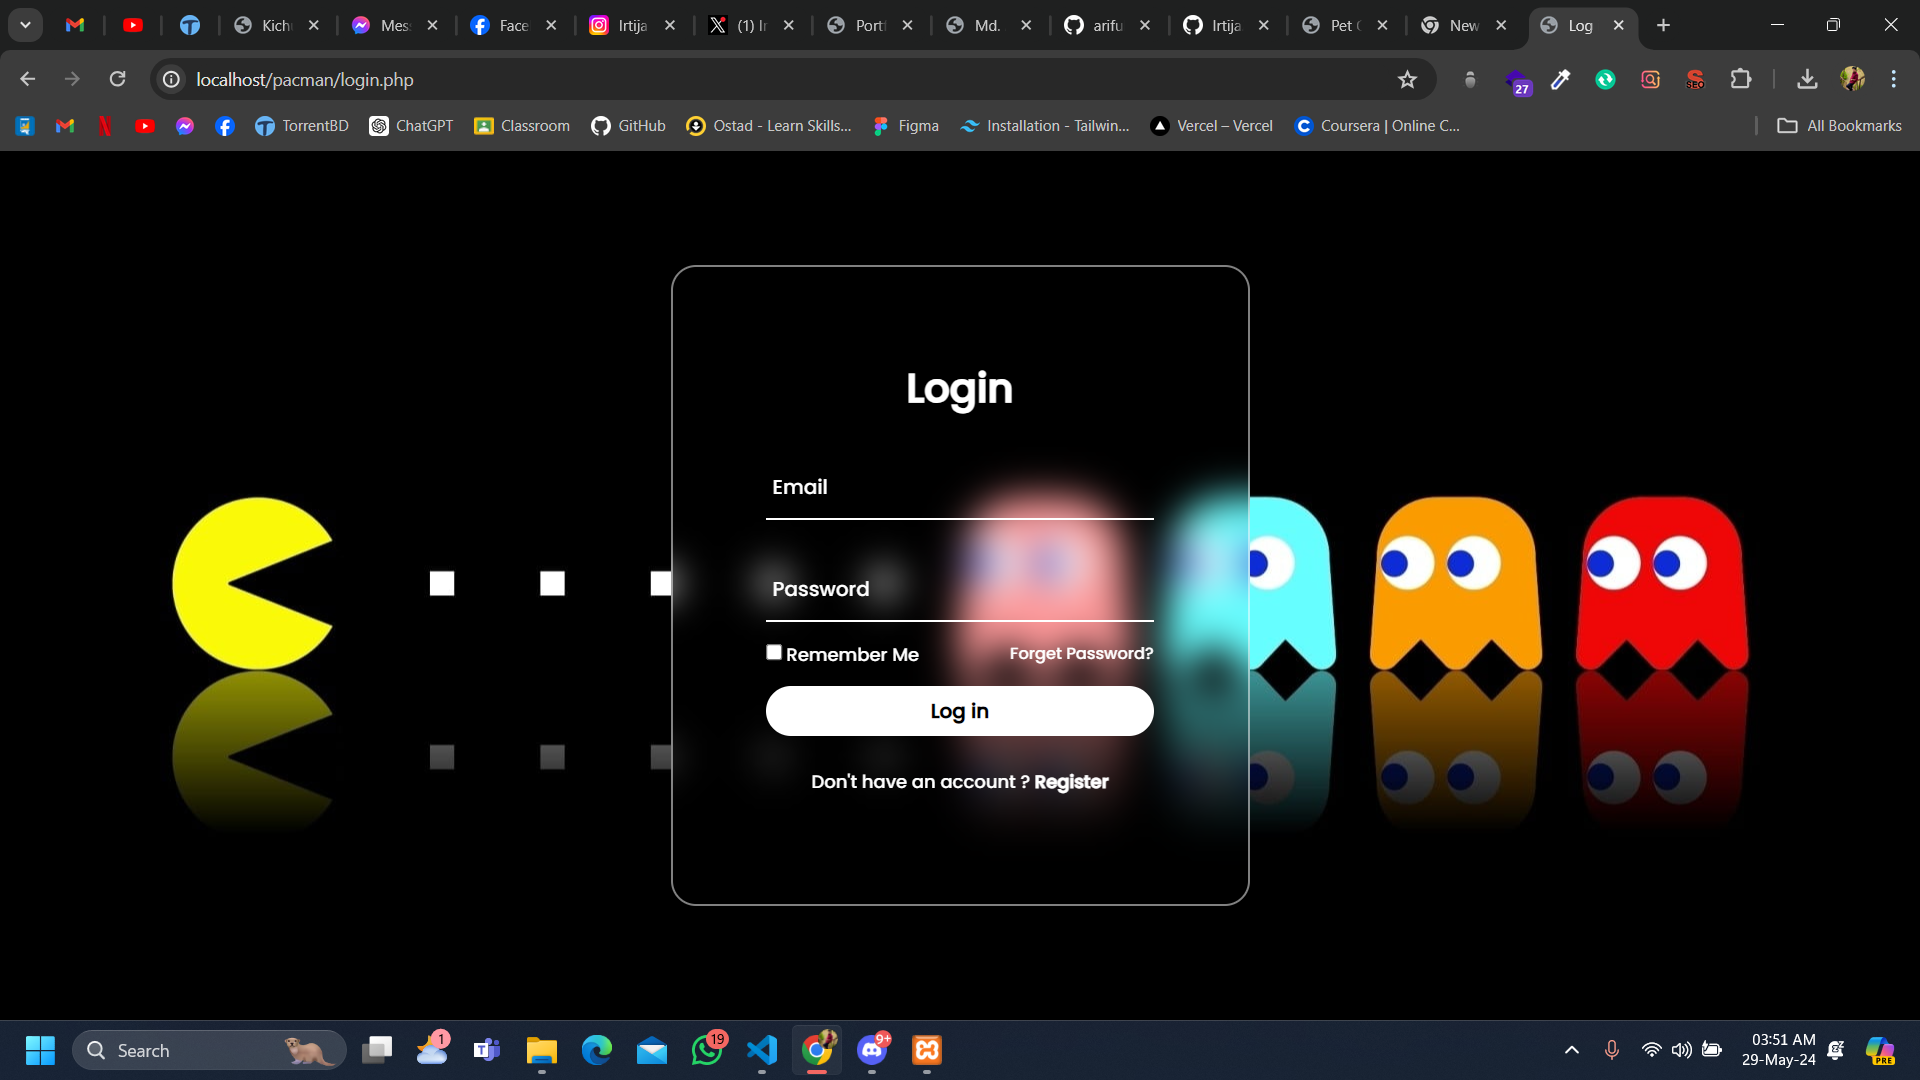 Kich
Mes
Face
Irtija
(1) Ir
Portf
Md.
arifu
Irtija
Pet C
New
Log
localhost/pacman/login.php
27
SEO
TorrentBD
ChatGPT
Classroom
GitHub
Ostad - Learn Skills...
Figma
Installation - Tailwin...
Vercel – Vercel
Coursera | Online C...
All Bookmarks
Login
Email
Password
Remember Me
Forget Password?
Log in
Don't have an account ? Register
Search
1
19
9+
03:51 AM
29-May-24
PRE